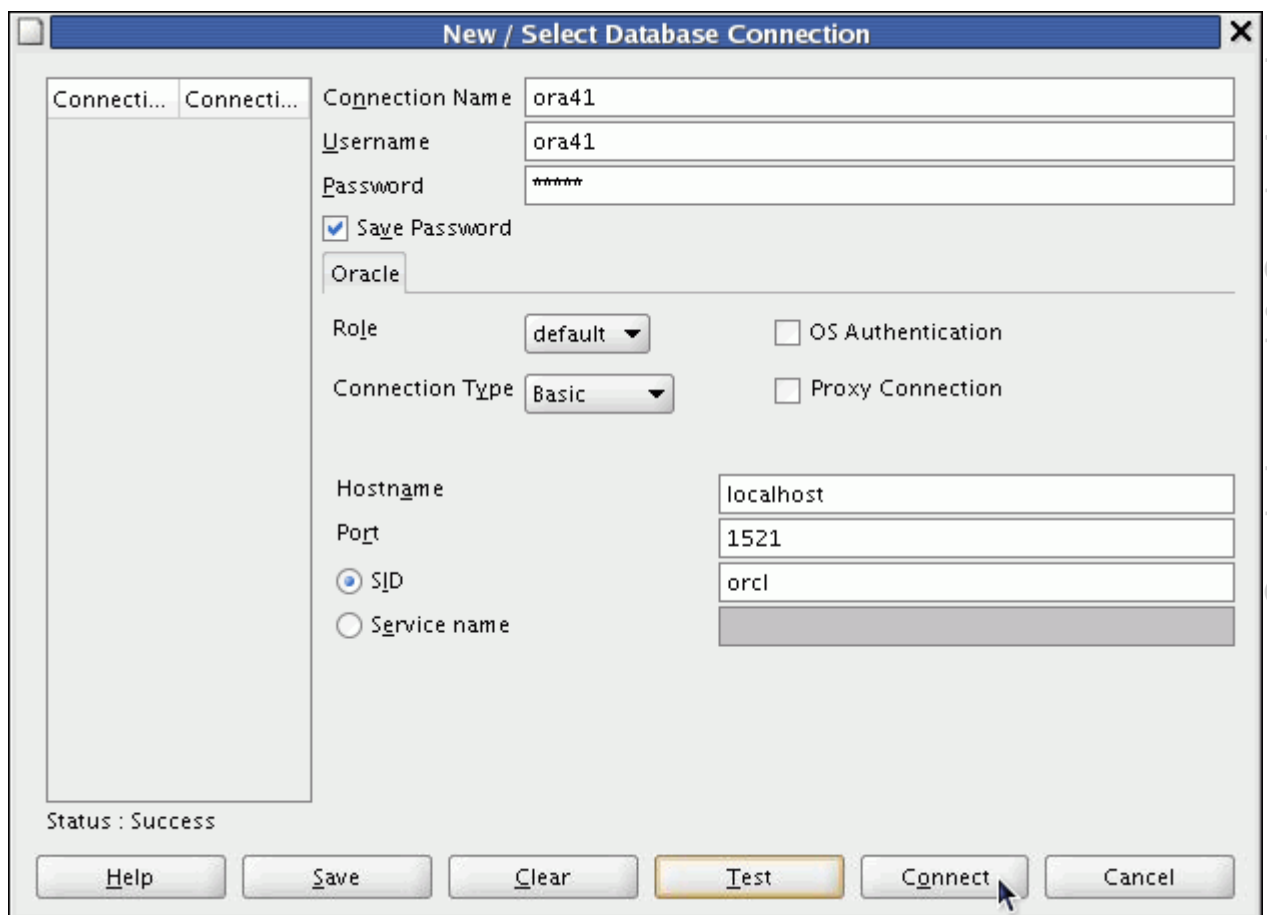 New / Select Database Connection
Connecti... Connecti...
Connection Name ora41
Username ora41
Password *****
Save Password
Oracle
Role default OS Authentication
Connection Type Basic Proxy Connection
Hostname localhost
Port 1521
SID orcl
Service name
Status : Success
Help Save Clear Test Connect Cancel